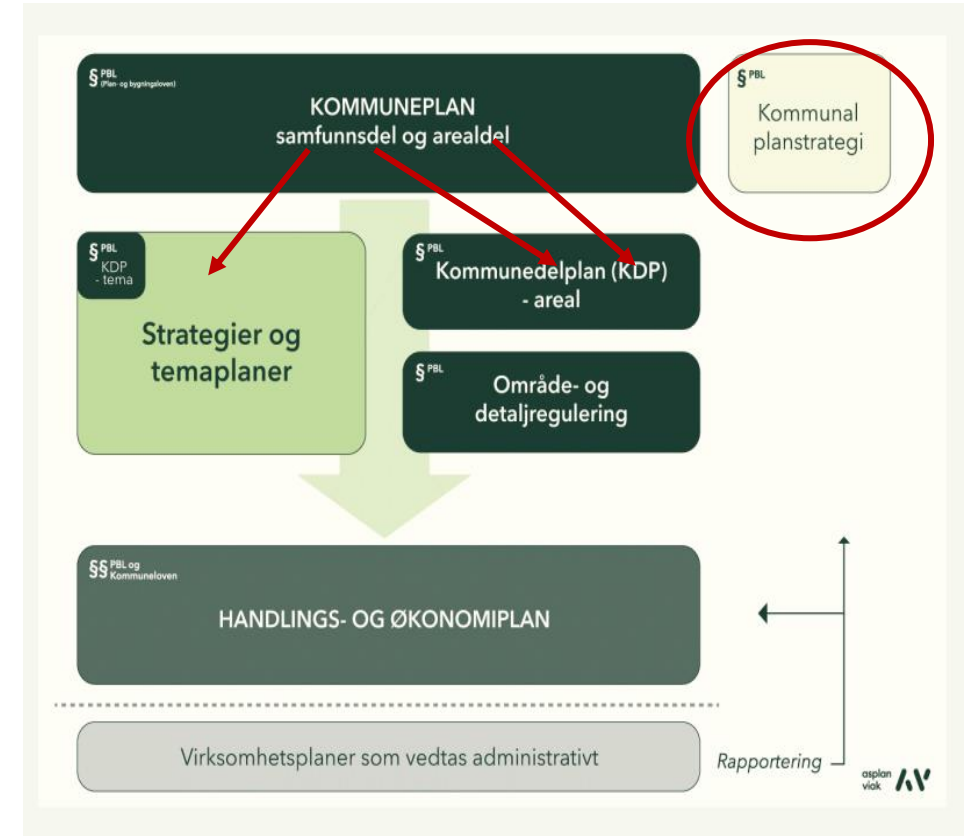 § PBL
(Plan- og bygningsloven)
KOMMUNEPLAN
samfunnsdel og arealdel
§ PBL
Kommunal
planstrategi
§ PBL
KDP
- tema
Strategier og
temaplaner
§ PBL
Kommunedelplan (KDP)
- areal
§ PBL
Område- og
detaljregulering
§§ PBL og
Kommuneloven
HANDLINGS- OG ØKONOMIPLAN
Virksomhetsplaner som vedtas administrativt
Rapportering
asplan
viak